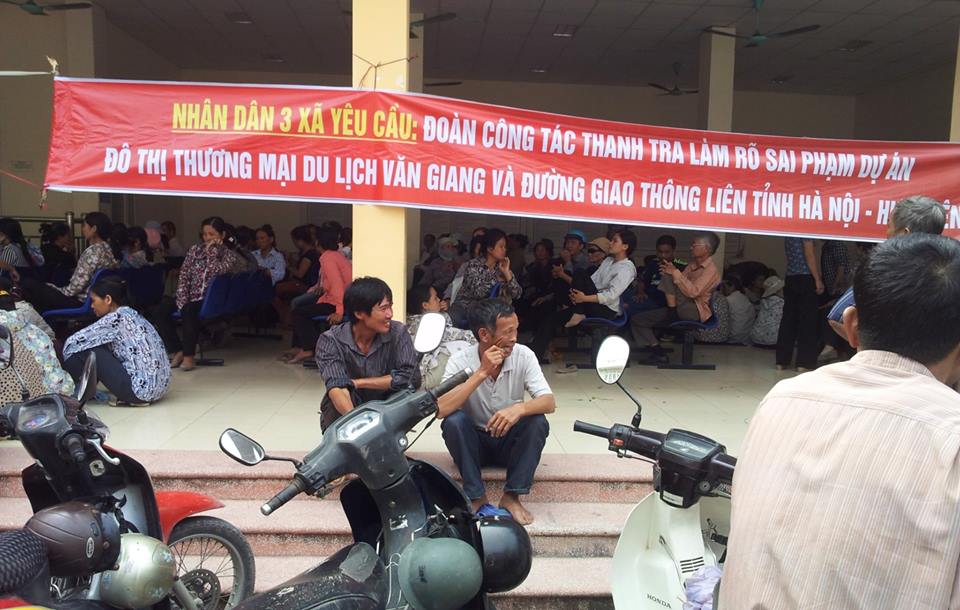 NHÂN DÂN 3 XÃ YÊU CẦU: ĐOÀN CÔNG TÁC THANH TRA LÀM RÕ SAI PHẠM DỰ ÁN
ĐÔ THỊ THƯƠNG MẠI DU LỊCH VĂN GIANG VÀ ĐƯỜNG GIAO THÔNG LIÊN TỈNH HÀ NỘI -
HONDA